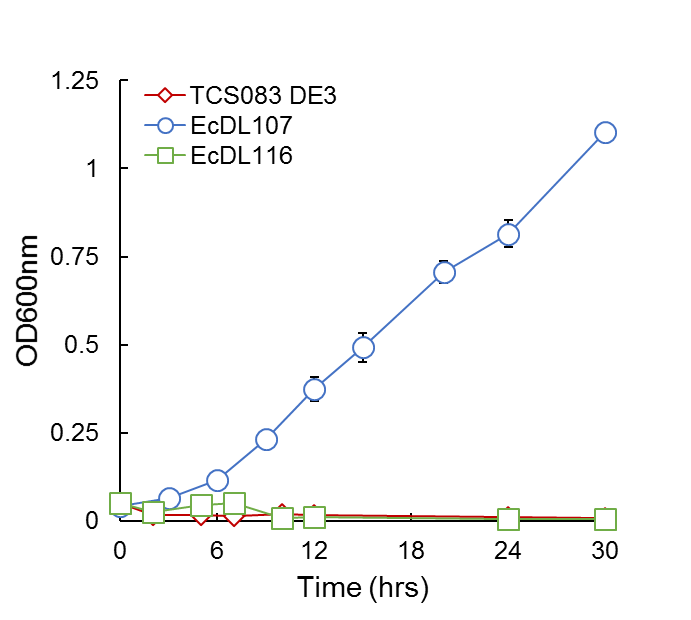 1.25
TCS083 DE3
EcDL107
EcDL116
1
0.75
0.5
0.25
0
OD600nm
0 6 12 18 24 30
Time (hrs)